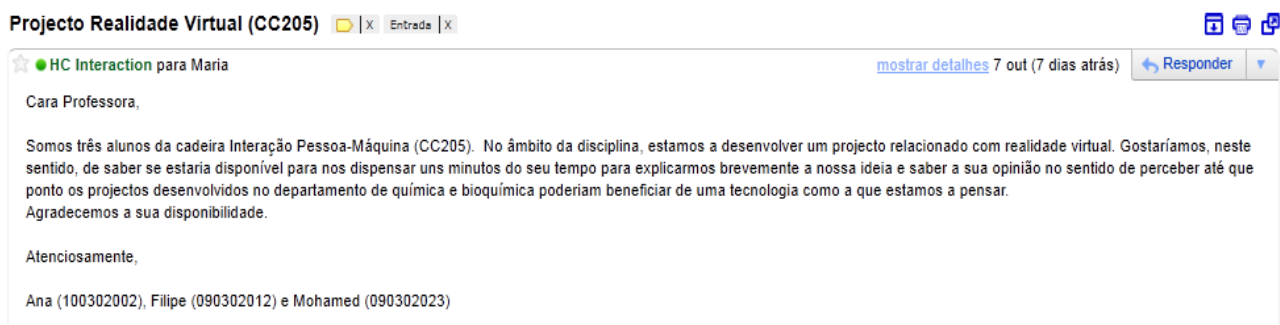 Projecto Realidade Virtual (CC205) X Entrada X
HC Interaction para Maria mostrar detalhes 7 out (7 dias atrás) Responder
Cara Professora,
Somos três alunos da cadeira Interação Pessoa-Máquina (CC205). No âmbito da disciplina, estamos a desenvolver um projecto relacionado com realidade virtual. Gostaríamos, neste
sentido, de saber se estaria disponível para nos dispensar uns minutos do seu tempo para explicarmos brevemente a nossa ideia e saber a sua opinião no sentido de perceber até que
ponto os projectos desenvolvidos no departamento de química e bioquímica poderiam beneficiar de uma tecnologia como a que estamos a pensar.
Agradecemos a sua disponibilidade.
Atenciosamente,
Ana (100302002), Filipe (090302012) e Mohamed (090302023)